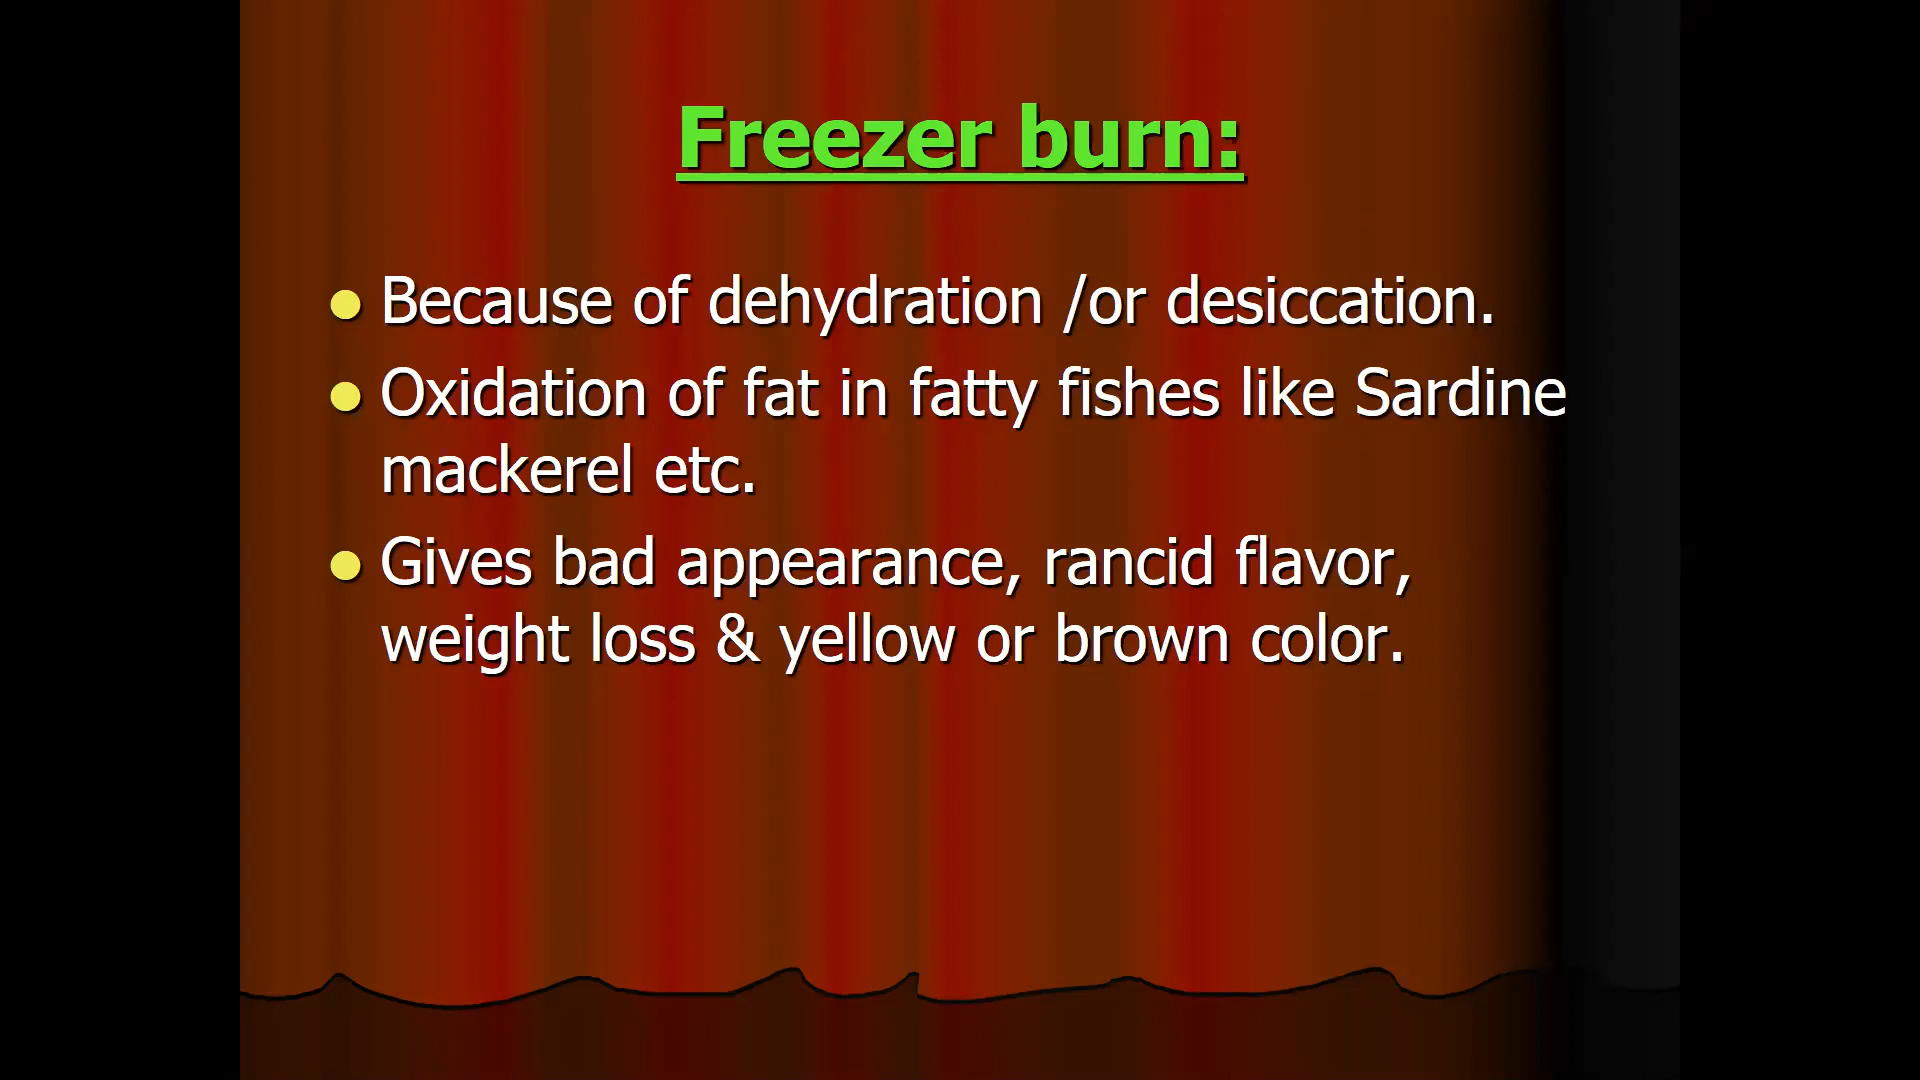 Freezer burn:
Because of dehydration /or desiccation.
Oxidation of fat in fatty fishes like Sardine
mackerel etc.
Gives bad appearance, rancid flavor,
weight loss & yellow or brown color.